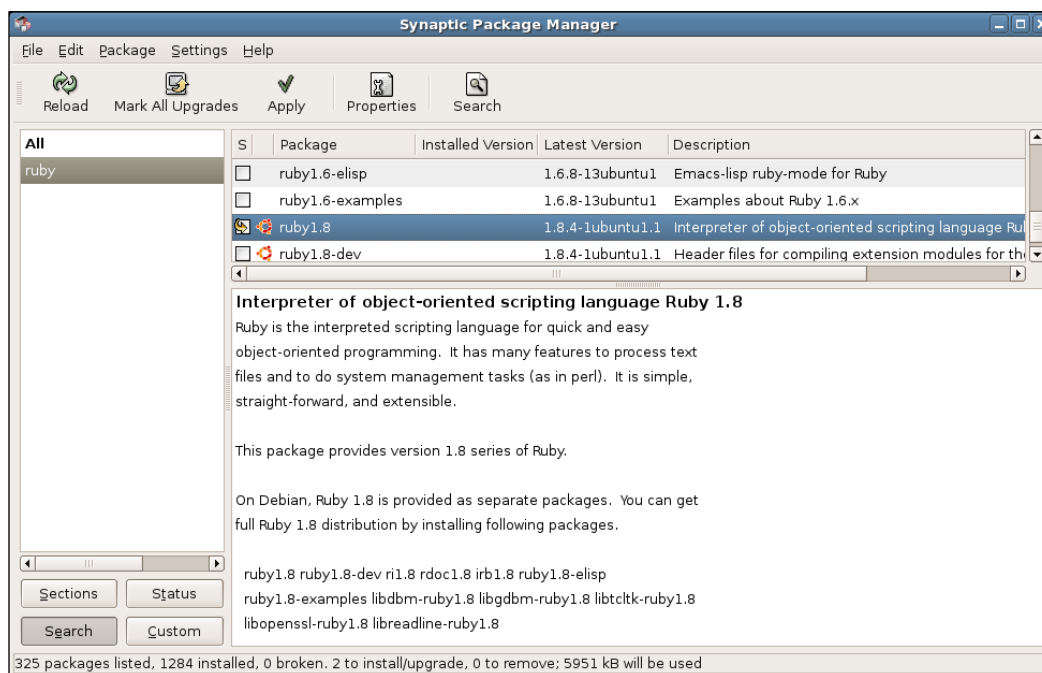 Synaptic Package Manager
File Edit Package Settings Help
Reload Mark All Upgrades Apply Properties Search
All
ruby
S Package Installed Version Latest Version Description
ruby1.6-elisp 1.6.8-13ubuntu1 Emacs-lisp ruby-mode for Ruby
ruby1.6-examples 1.6.8-13ubuntu1 Examples about Ruby 1.6.x
ruby1.8 1.8.4-1ubuntu1.1 Interpreter of object-oriented scripting language Rul
ruby1.8-dev 1.8.4-1ubuntu1.1 Header files for compiling extension modules for the
Interpreter of object-oriented scripting language Ruby 1.8
Ruby is the interpreted scripting language for quick and easy
object-oriented programming.  It has many features to process text
files and to do system management tasks (as in perl).  It is simple,
straight-forward, and extensible.
This package provides version 1.8 series of Ruby.
On Debian, Ruby 1.8 is provided as separate packages.  You can get
full Ruby 1.8 distribution by installing following packages.
ruby1.8 ruby1.8-dev ri1.8 rdoc1.8 irb1.8 ruby1.8-elisp
ruby1.8-examples libdbm-ruby1.8 libgdbm-ruby1.8 libtcltk-ruby1.8
libopenssl-ruby1.8 libreadline-ruby1.8
Sections Status
Search Custom
325 packages listed, 1284 installed, 0 broken. 2 to install/upgrade, 0 to remove; 5951 kB will be used